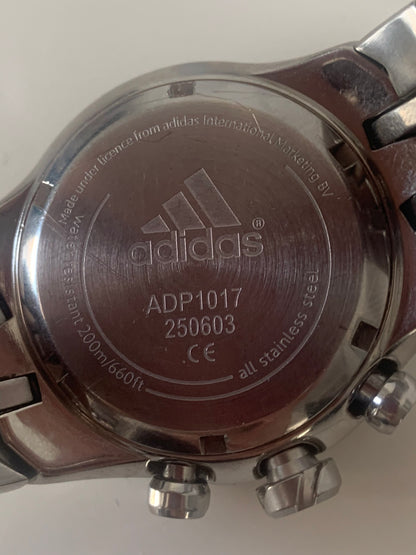 Made under licence from adidas International Marketing BV
adidas®
ADP1017
250603
CE
water resistant 200m/660ft
all stainless steel